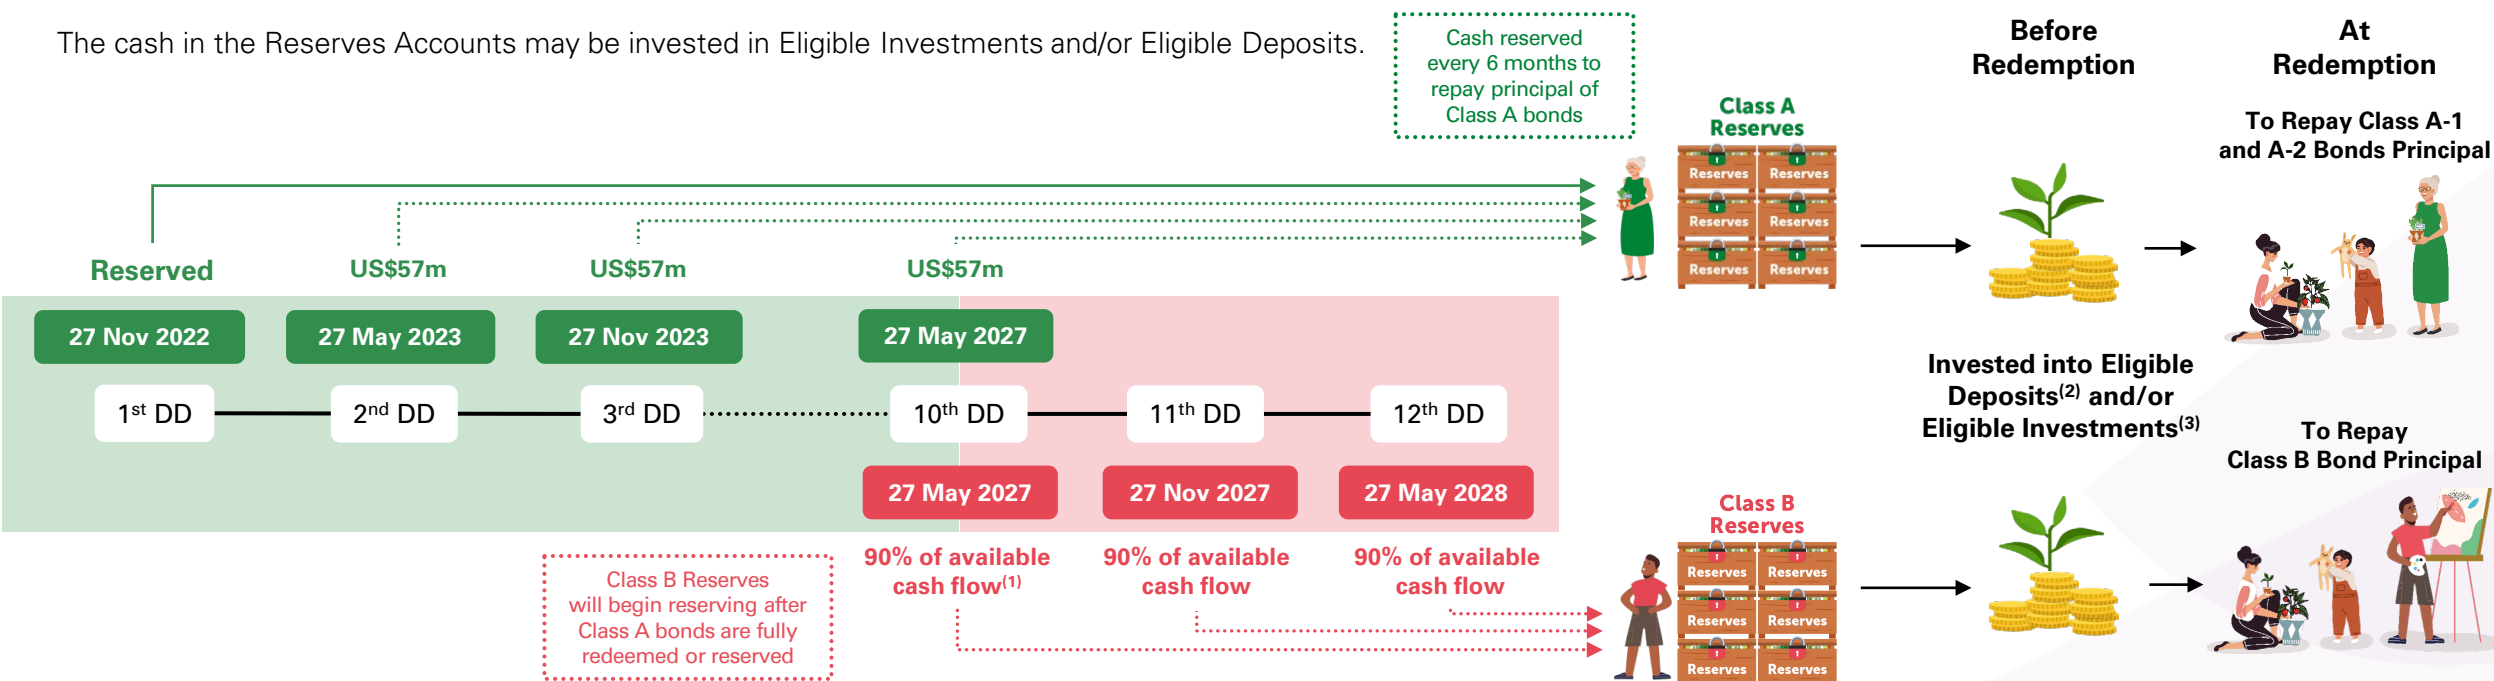 The cash in the Reserves Accounts may be invested in Eligible Investments and/or Eligible Deposits.
Cash reserved
every 6 months to
repay principal of
Class A bonds
Before
Redemption
At
Redemption
Class A
Reserves
To Repay Class A-1
and A-2 Bonds Principal
Reserves Reserves
Reserves Reserves
Reserves Reserves
Reserved US$57m US$57m US$57m
27 Nov 2022 27 May 2023 27 Nov 2023 27 May 2027
1st DD 2nd DD 3rd DD 10th DD 11th DD 12th DD
27 May 2027 27 Nov 2027 27 May 2028
Invested into Eligible
Deposits(2) and/or
Eligible Investments(3)
To Repay
Class B Bond Principal
Class B Reserves
will begin reserving after
Class A bonds are fully
redeemed or reserved
90% of available
cash flow(1)
90% of available
cash flow
90% of available
cash flow
Class B
Reserves
Reserves Reserves
Reserves Reserves
Reserves Reserves